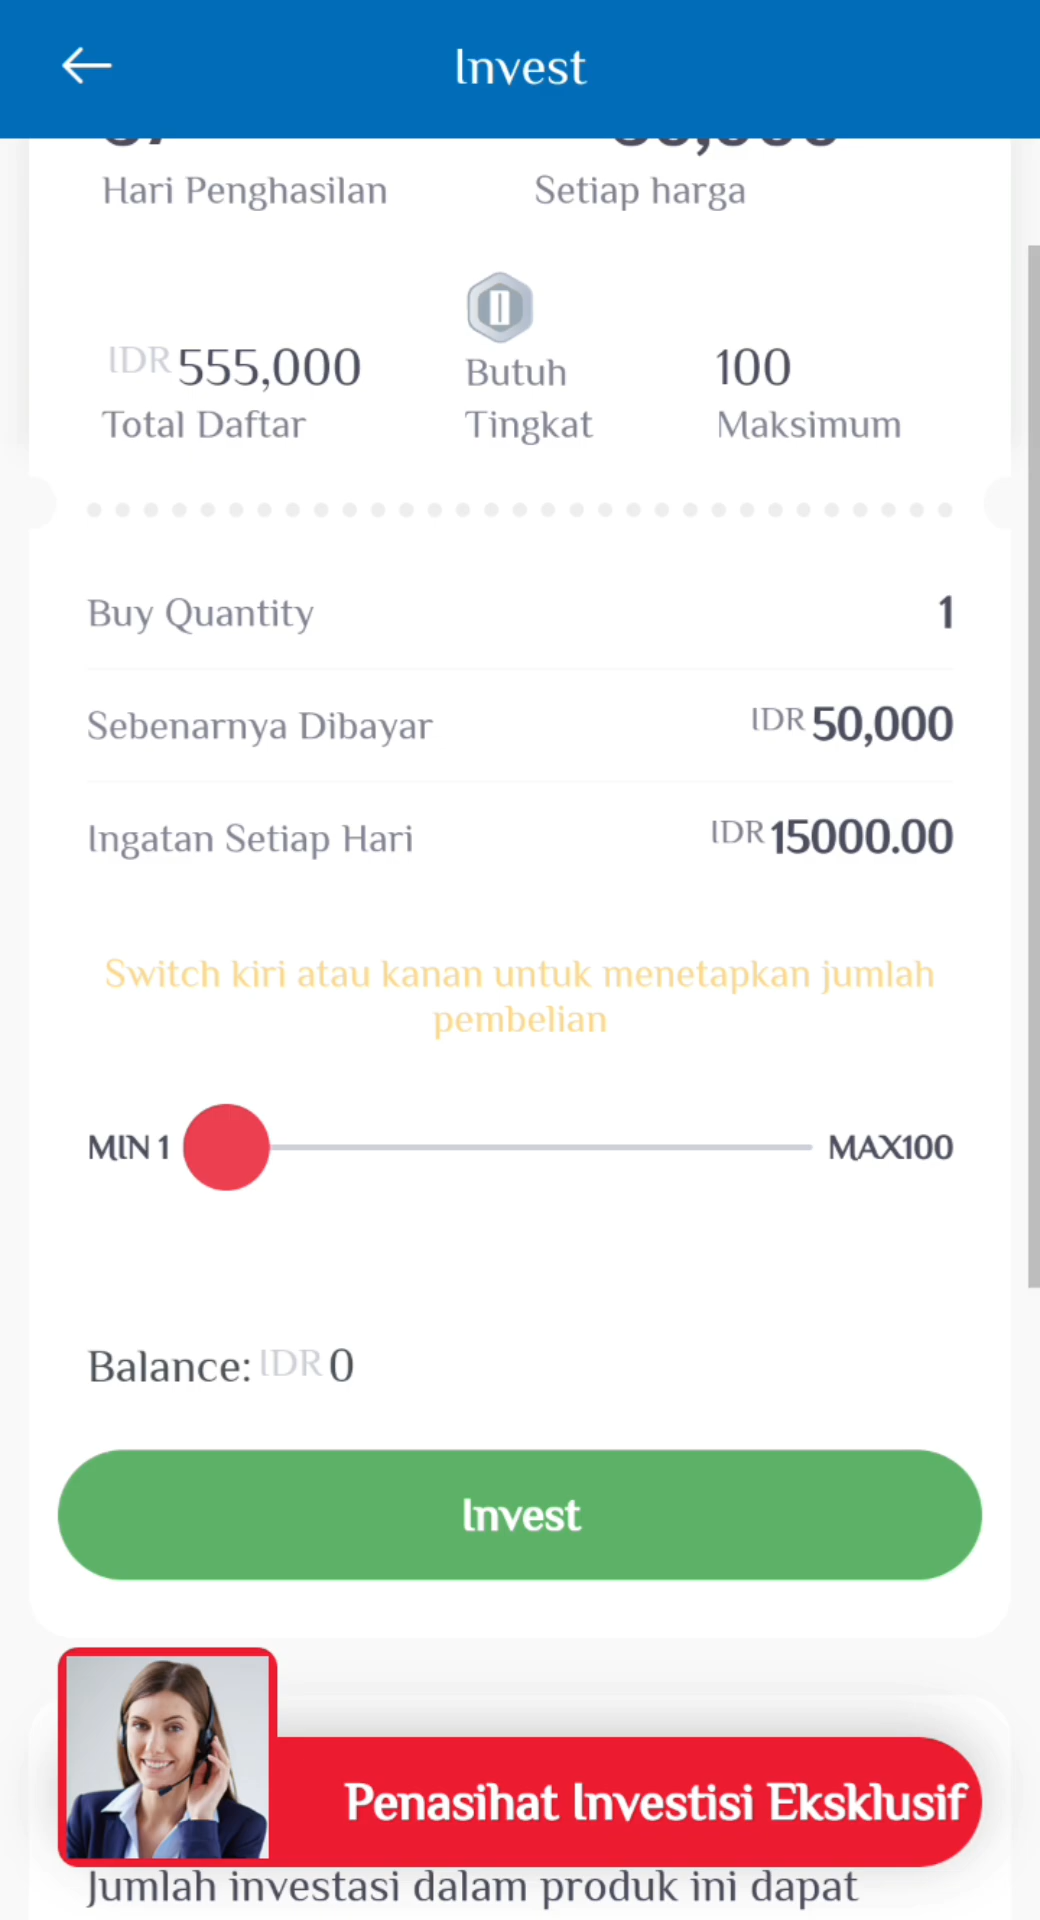 Invest
Hari Penghasilan
Setiap harga
IDR 555,000
Total Daftar
Butuh
Tingkat
100
Maksimum
Buy Quantity 1
Sebenarnya Dibayar IDR 50,000
Ingatan Setiap Hari IDR 15000.00
Switch kiri atau kanan untuk menetapkan jumlah
pembelian
MIN 1 MAX100
Balance: IDR 0
Invest
Penasihat Investisi Eksklusif
Jumlah investasi dalam produk ini dapat